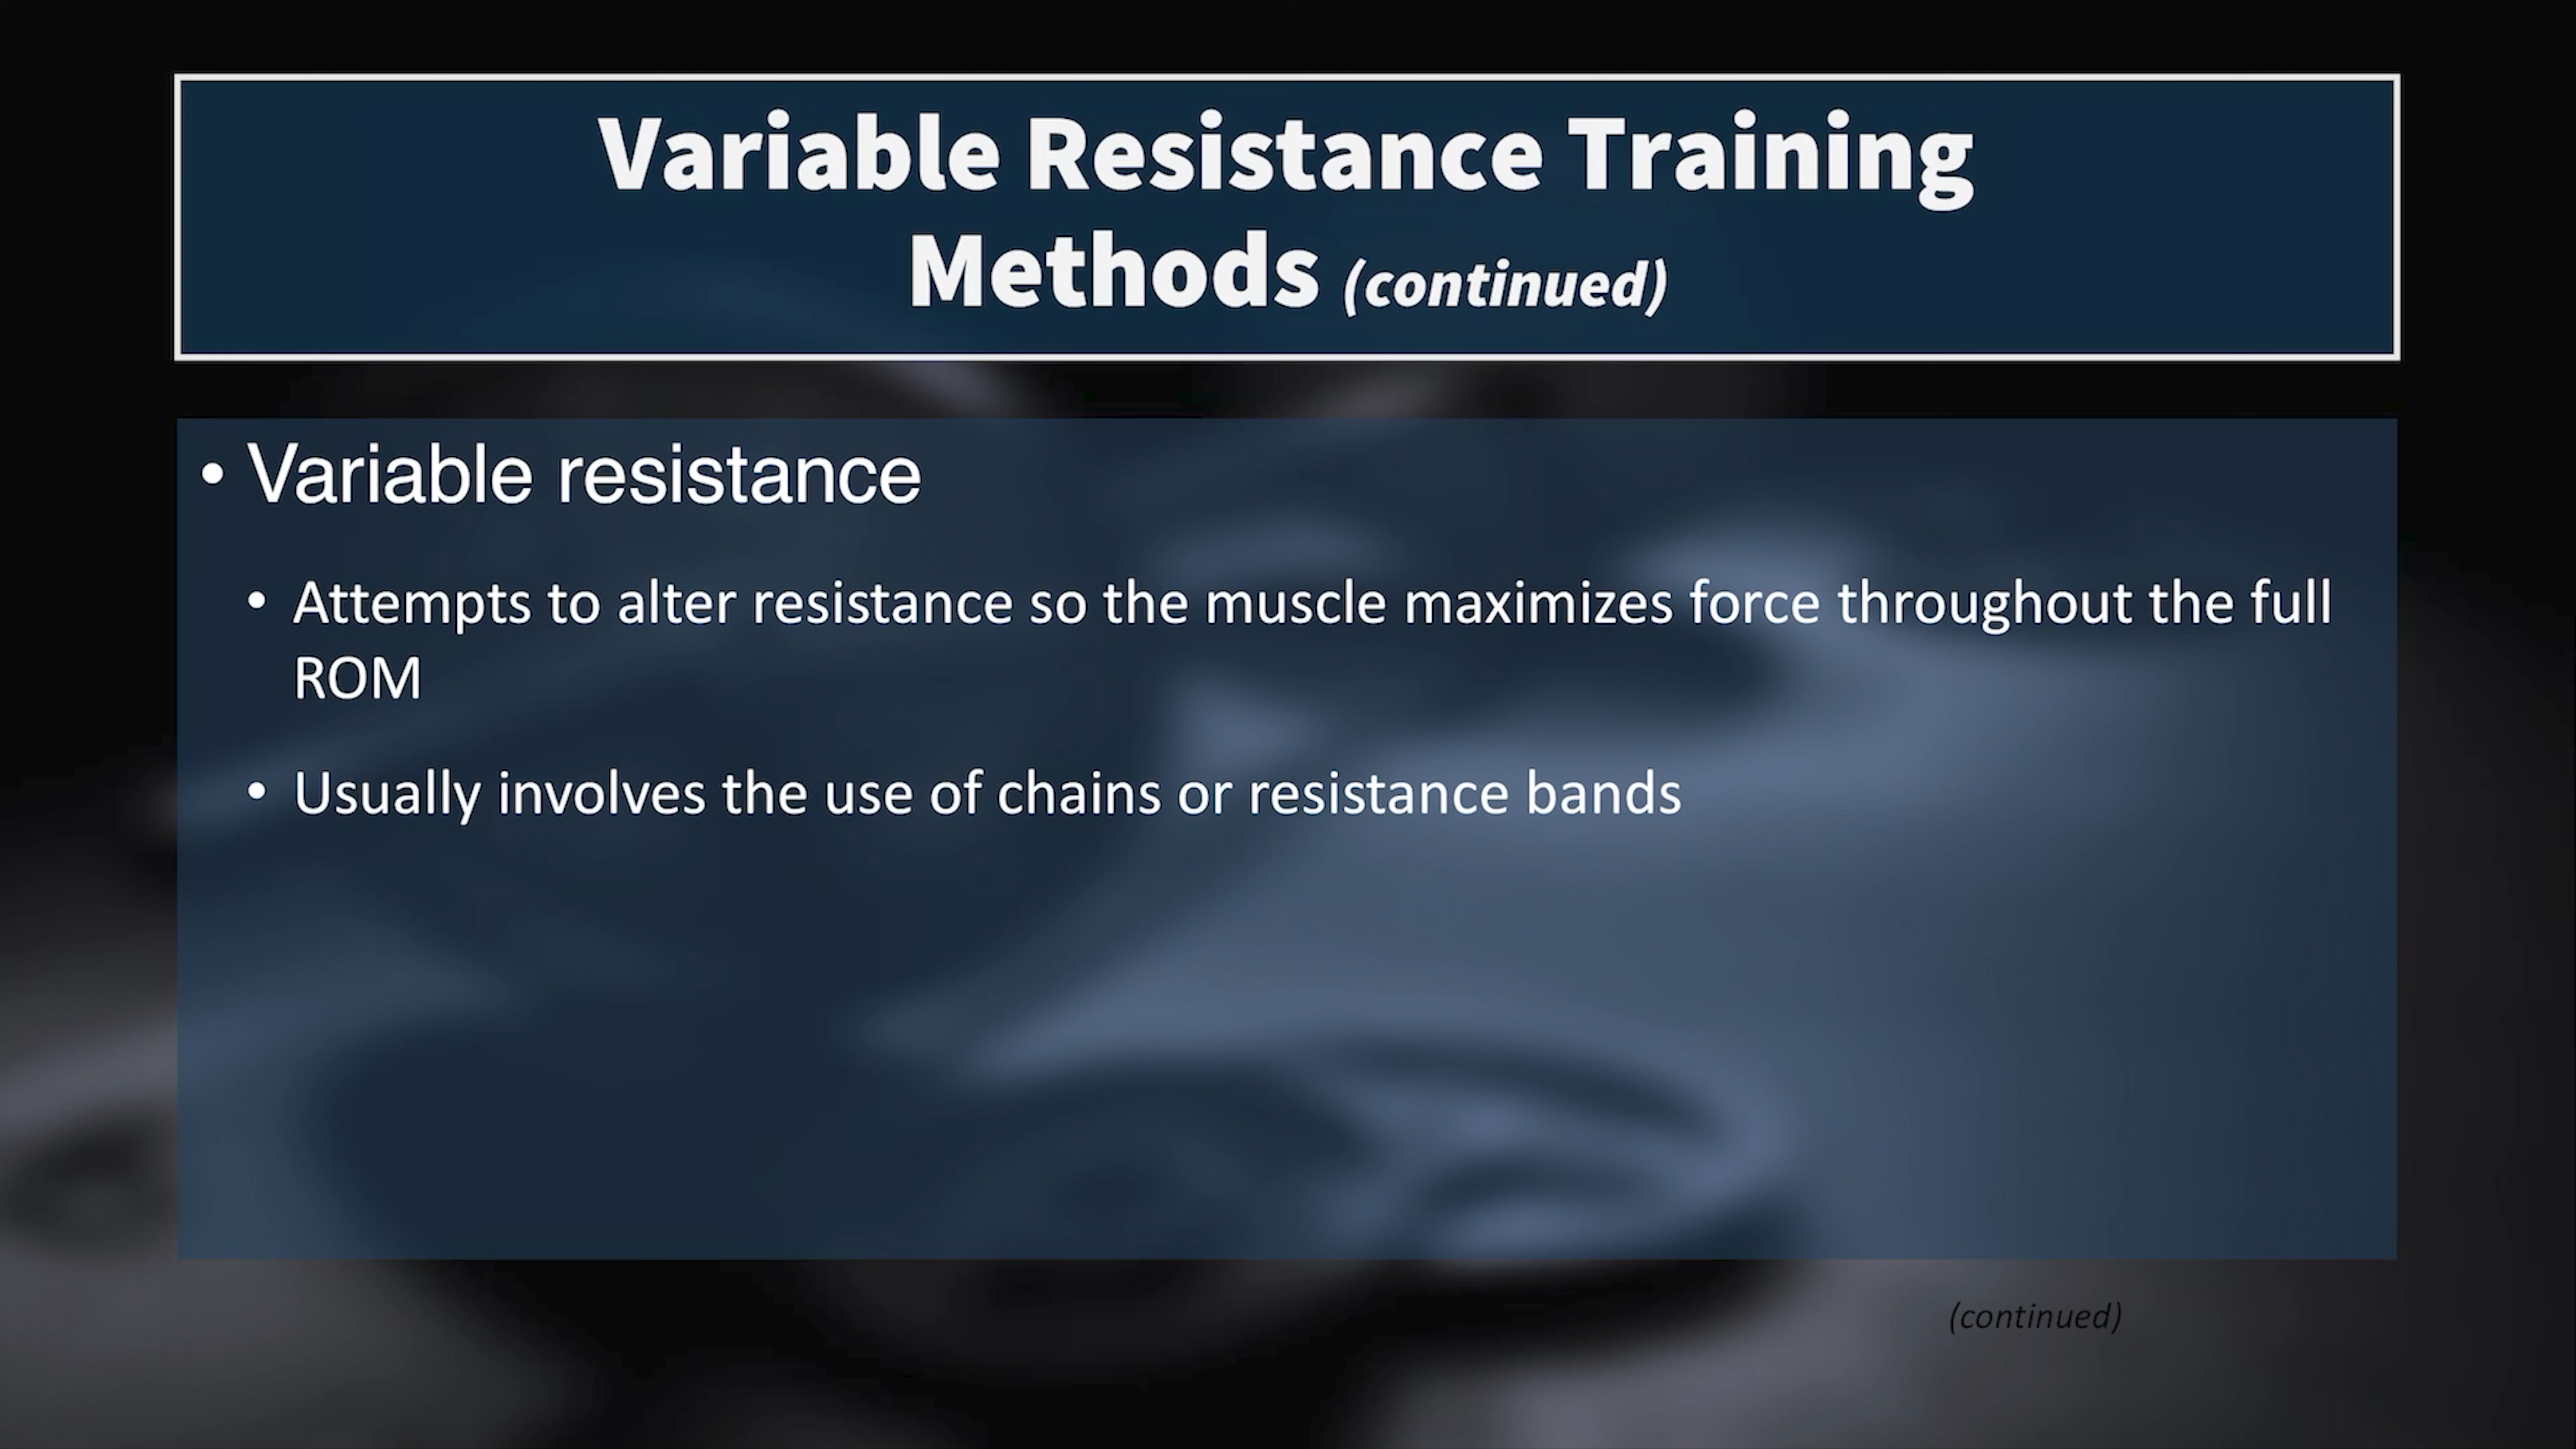 Variable Resistance Training
Methods (continued)
• Variable resistance
• Attempts to alter resistance so the muscle maximizes force throughout the full
ROM
• Usually involves the use of chains or resistance bands
(continued)